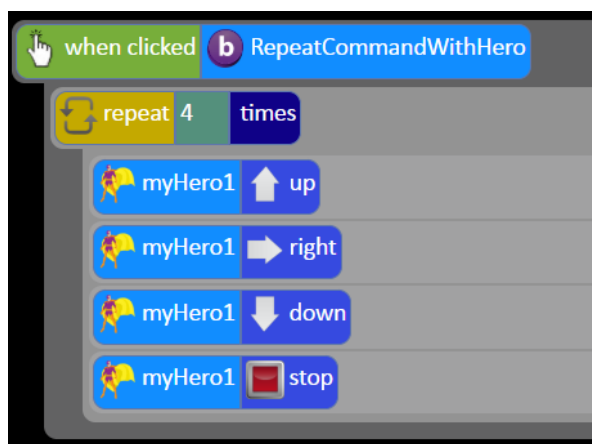 when clicked b RepeatCommandWithHero
repeat 4 times
myHero1 up
myHero1 right
myHero1 down
myHero1 stop